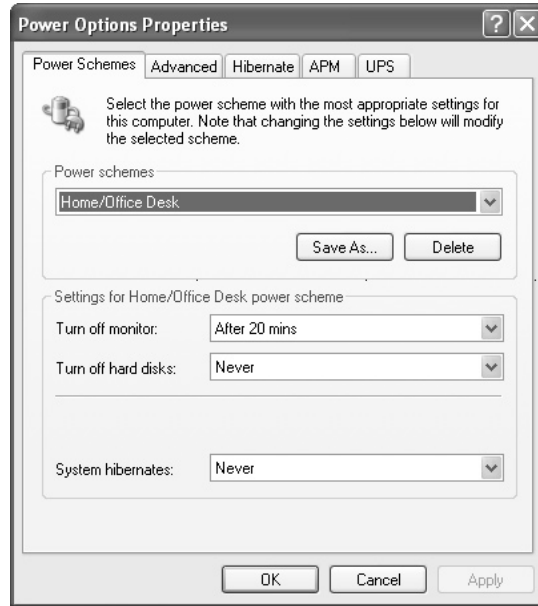 Power Options Properties
Power Schemes Advanced Hibernate APM UPS
Select the power scheme with the most appropriate settings for
this computer. Note that changing the settings below will modify
the selected scheme.
Power schemes
Home/Office Desk
Save As... Delete
Settings for Home/Office Desk power scheme
Turn off monitor: After 20 mins
Turn off hard disks: Never
System hibernates: Never
OK Cancel Apply